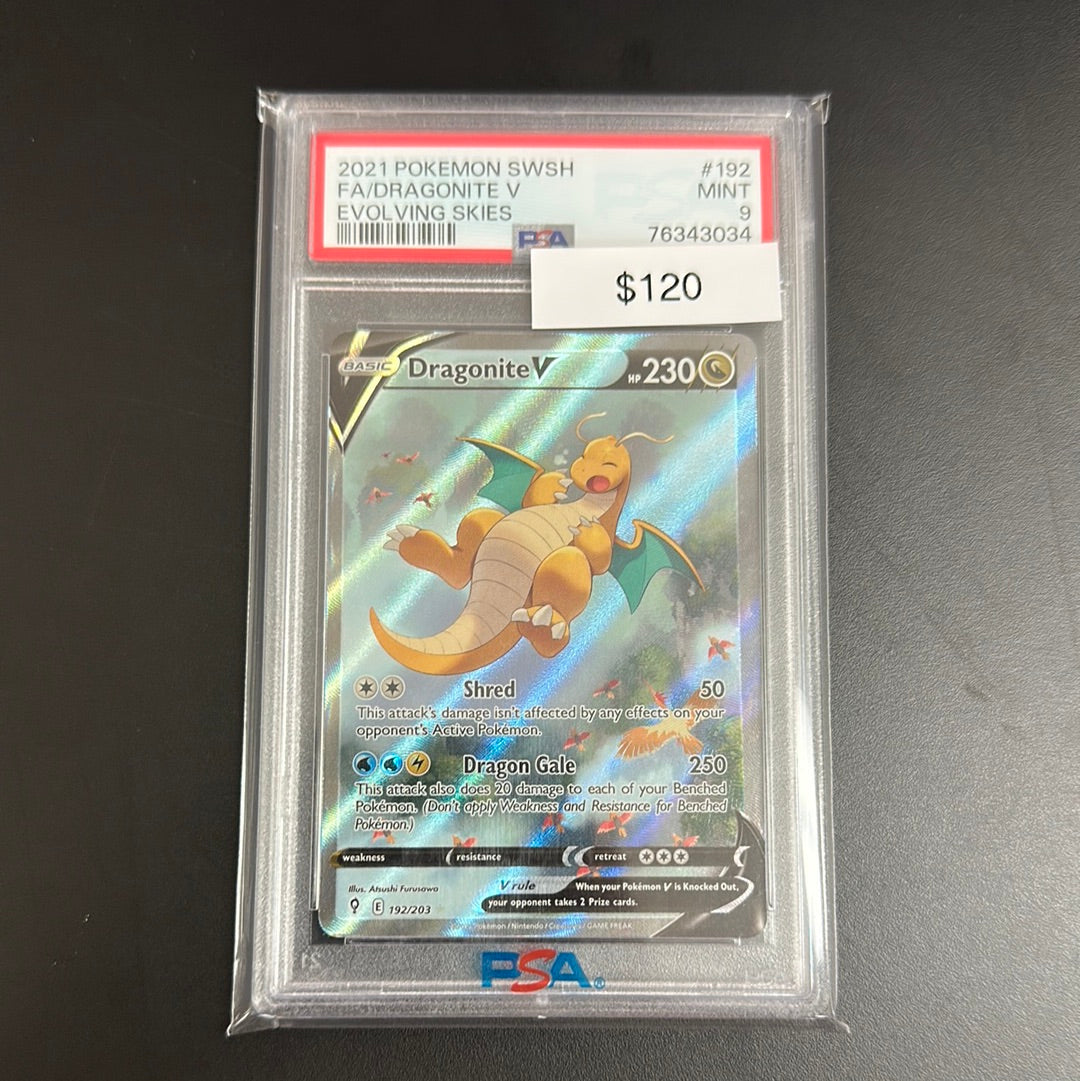 2021 POKEMON SWSH #192
FA/DRAGONITE V MINT
EVOLVING SKIES 9
PSA 76343034
$120
BASIC Dragonite V HP 230
Shred 50
This attack's damage isn't affected by any effects on your
opponent's Active Pokémon.
Dragon Gale 250
This attack also does 20 damage to each of your Benched
Pokémon. (Don't apply Weakness and Resistance for Benched
Pokémon.)
weakness resistance retreat
Illus. Atsushi Furusawa V rule When your Pokémon V is Knocked Out,
E 192/203 your opponent takes 2 Prize cards.
Pokémon / Nintendo / / GAME FREAK
PSA®